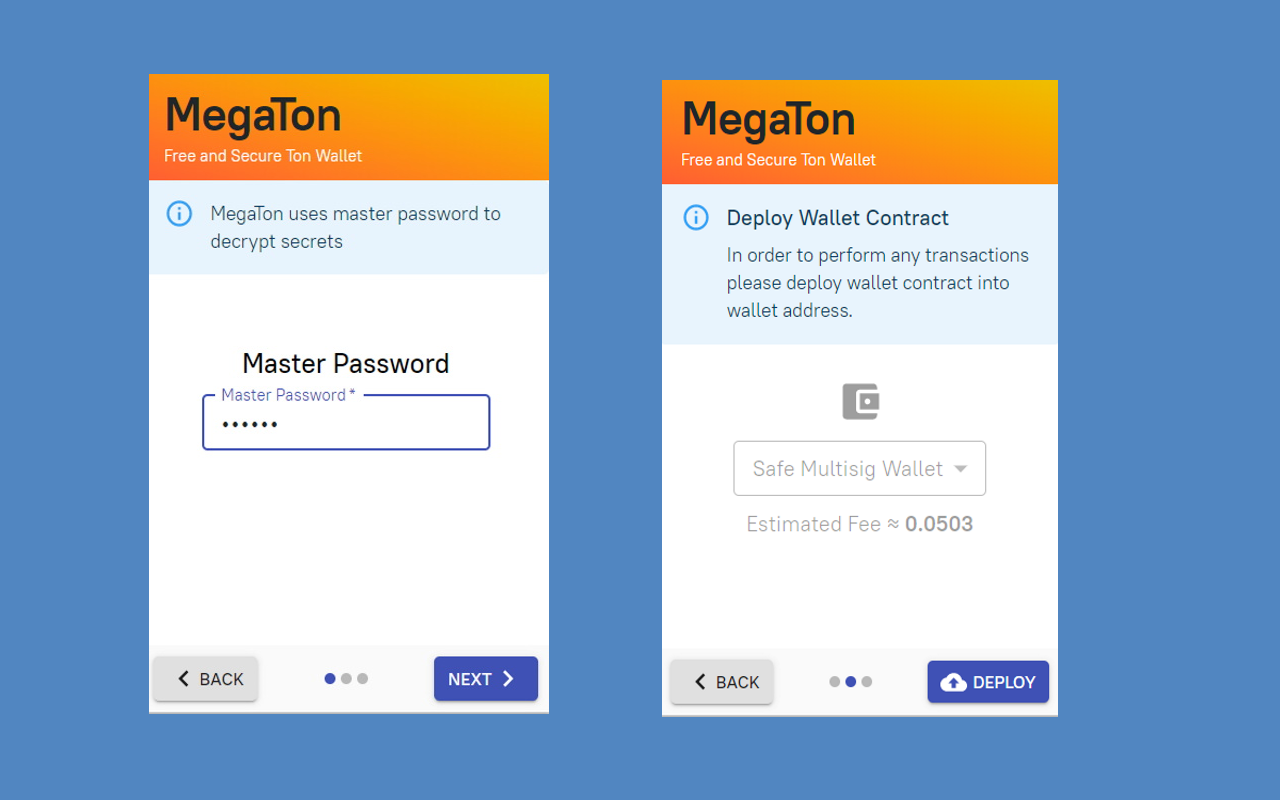 MegaTon
Free and Secure Ton Wallet
MegaTon uses master password to
decrypt secrets
Master Password
Master Password *
••••••
BACK
NEXT
MegaTon
Free and Secure Ton Wallet
Deploy Wallet Contract
In order to perform any transactions
please deploy wallet contract into
wallet address.
Safe Multisig Wallet
Estimated Fee ≈ 0.0503
BACK
DEPLOY